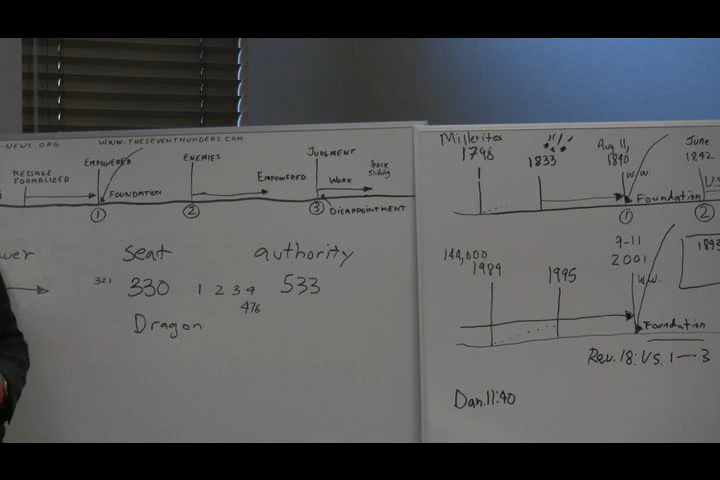 -NEWS.ORG WWW.THESEVENTHUNDERS.COM
MESSAGE
FORMALIZED
EMPOWERED
FOUNDATION
1
ENEMIES
EMPOWERED
2
JUDGMENT
WORK
BACK
SLIDING
3
DISAPPOINTMENT
wer seat authority
321 330 1 2 3 4 533
476
Dragon
Millerites
1798
1833
Aug 11,
1840
W.W.
Foundation
1
June
1842
U.S
2
144,000
1989
1995
9-11
2001
W.W.
Foundation
189
Rev. 18: VS. 1—3
Dan. 11:40